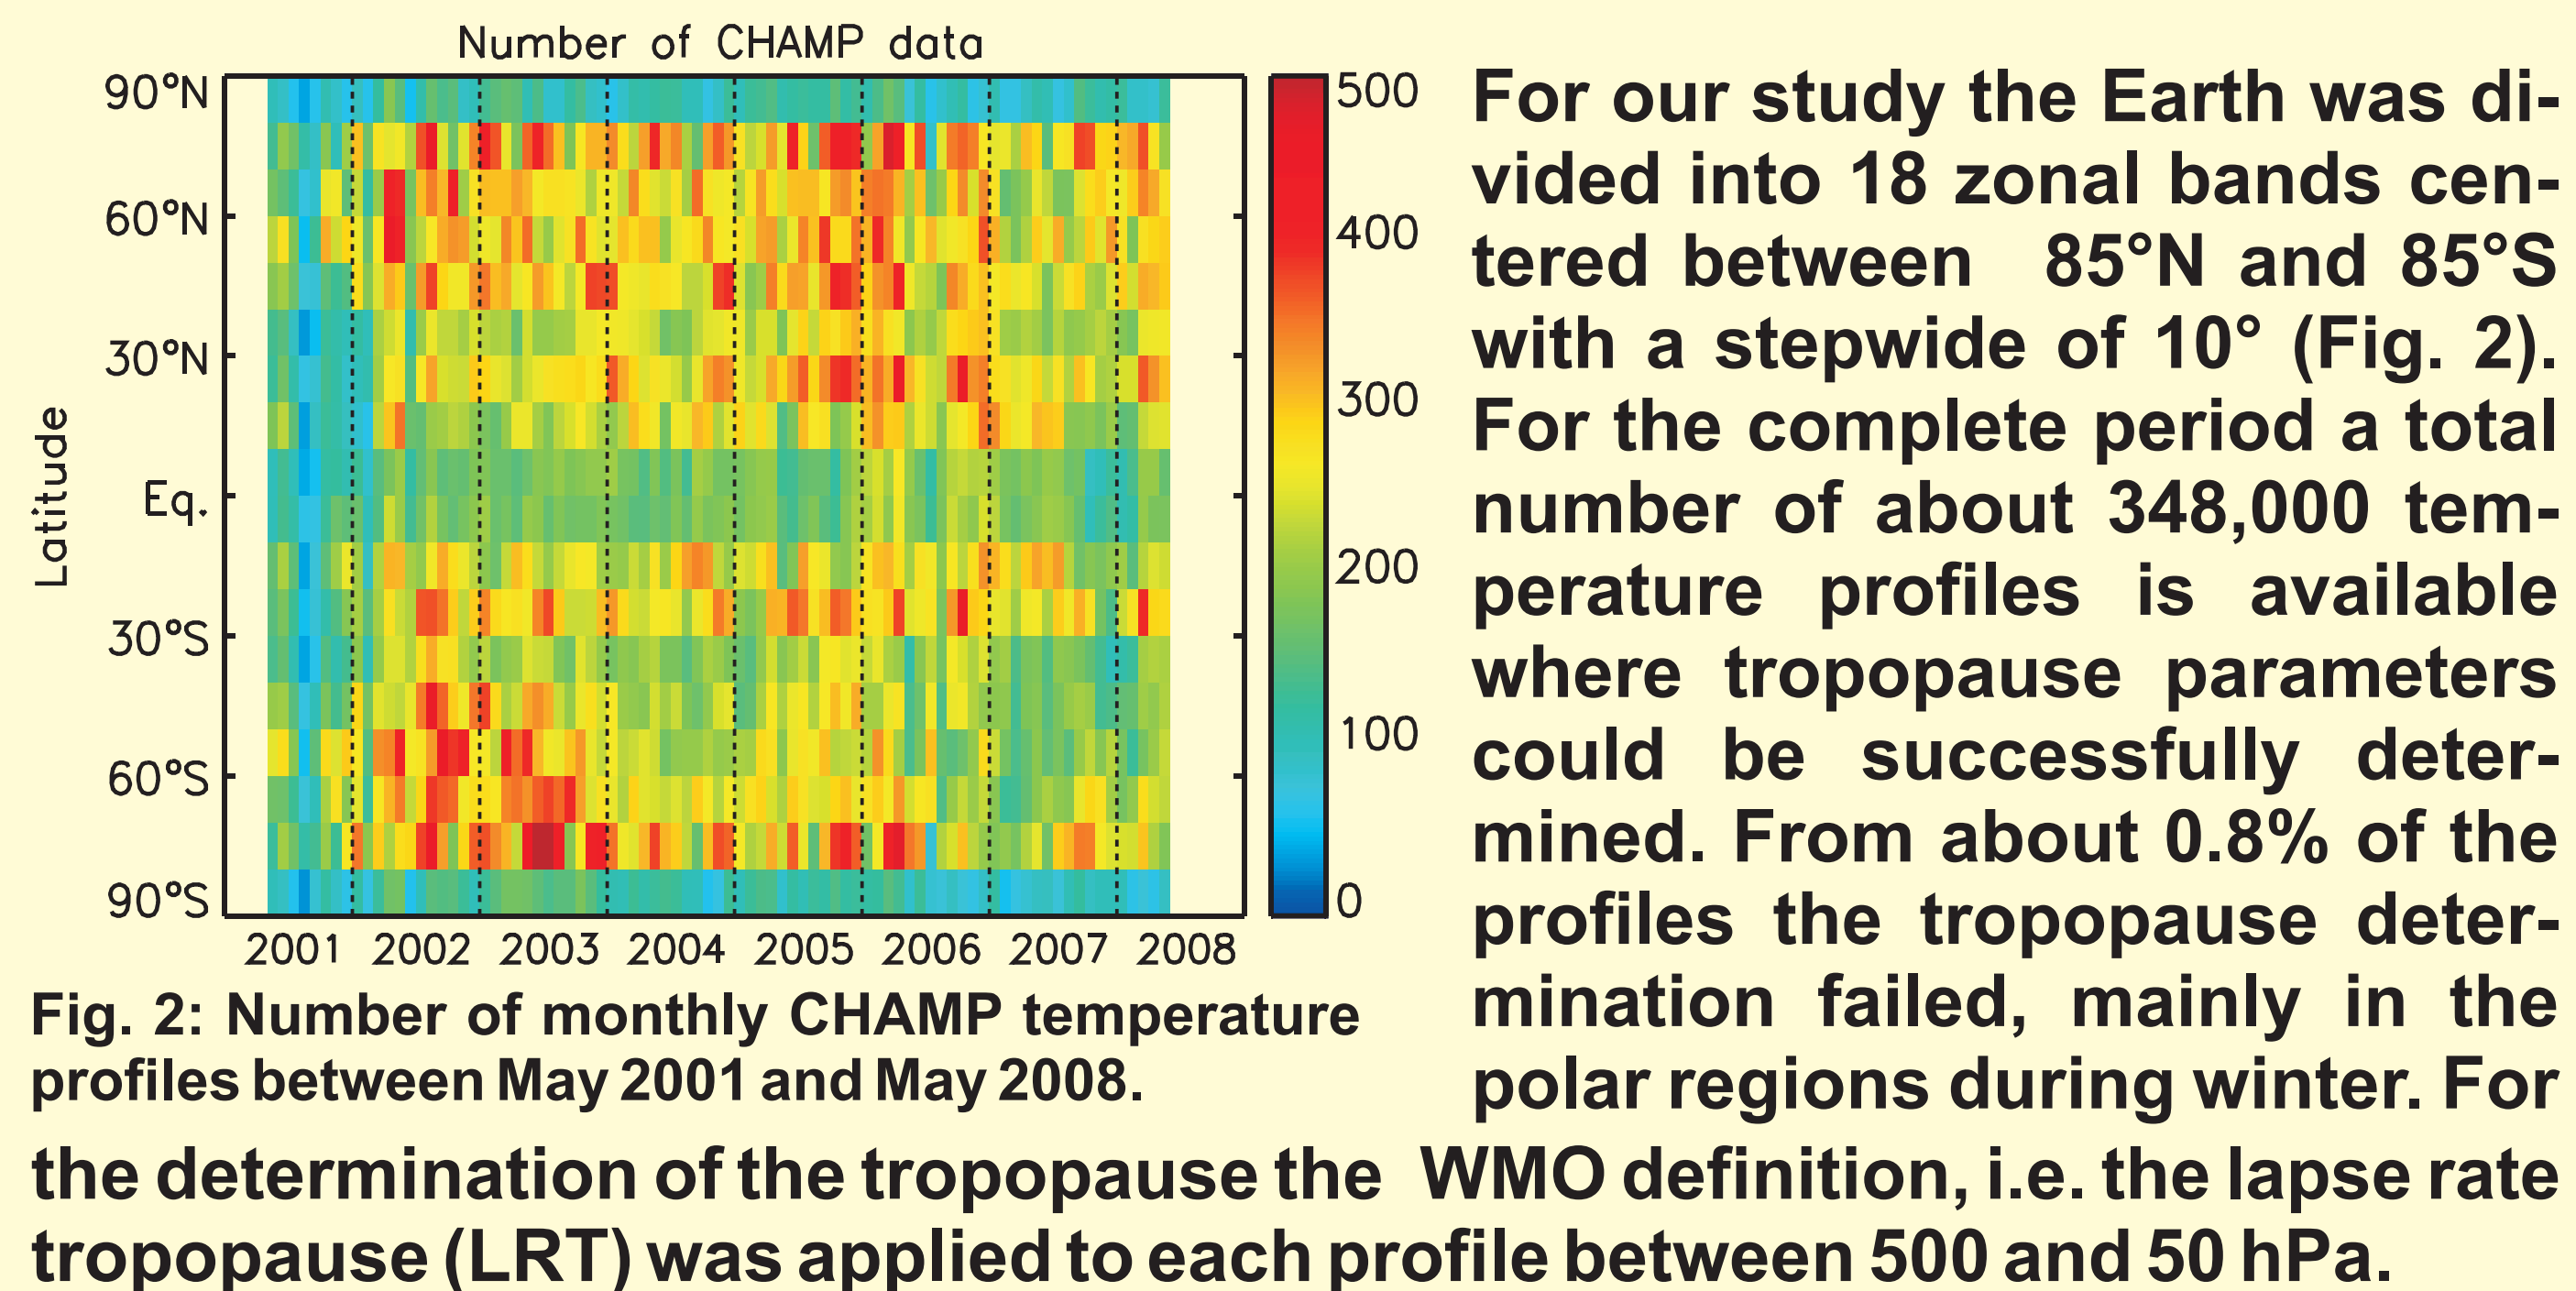 Number of CHAMP data
90°N
60°N
30°N
Eq.
30°S
60°S
90°S
Latitude
2001 2002 2003 2004 2005 2006 2007 2008
500
400
300
200
100
0
Fig. 2: Number of monthly CHAMP temperature
profiles between May 2001 and May 2008.
For our study the Earth was di-
vided into 18 zonal bands cen-
tered between 85°N and 85°S
with a stepwide of 10° (Fig. 2).
For the complete period a total
number of about 348,000 tem-
perature profiles is available
where tropopause parameters
could be successfully deter-
mined. From about 0.8% of the
profiles the tropopause deter-
mination failed, mainly in the
polar regions during winter. For
the determination of the tropopause the WMO definition, i.e. the lapse rate
tropopause (LRT) was applied to each profile between 500 and 50 hPa.